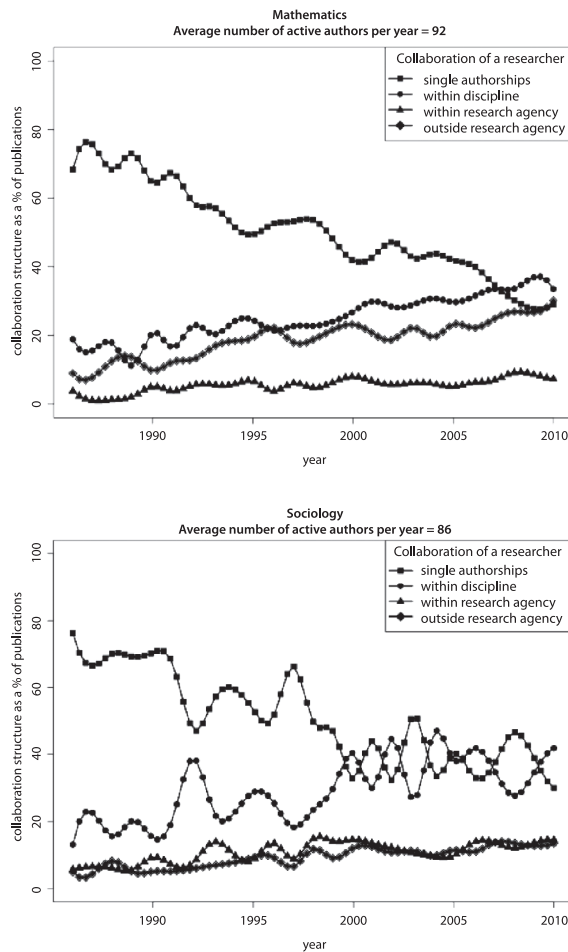 Mathematics
Average number of active authors per year = 92
collaboration structure as a % of publications
100
80
60
40
20
0
Collaboration of a researcher
single authorships
within discipline
within research agency
outside research agency
1990
1995
2000
2005
2010
year
Sociology
Average number of active authors per year = 86
collaboration structure as a % of publications
100
80
60
40
20
0
Collaboration of a researcher
single authorships
within discipline
within research agency
outside research agency
1990
1995
2000
2005
2010
year